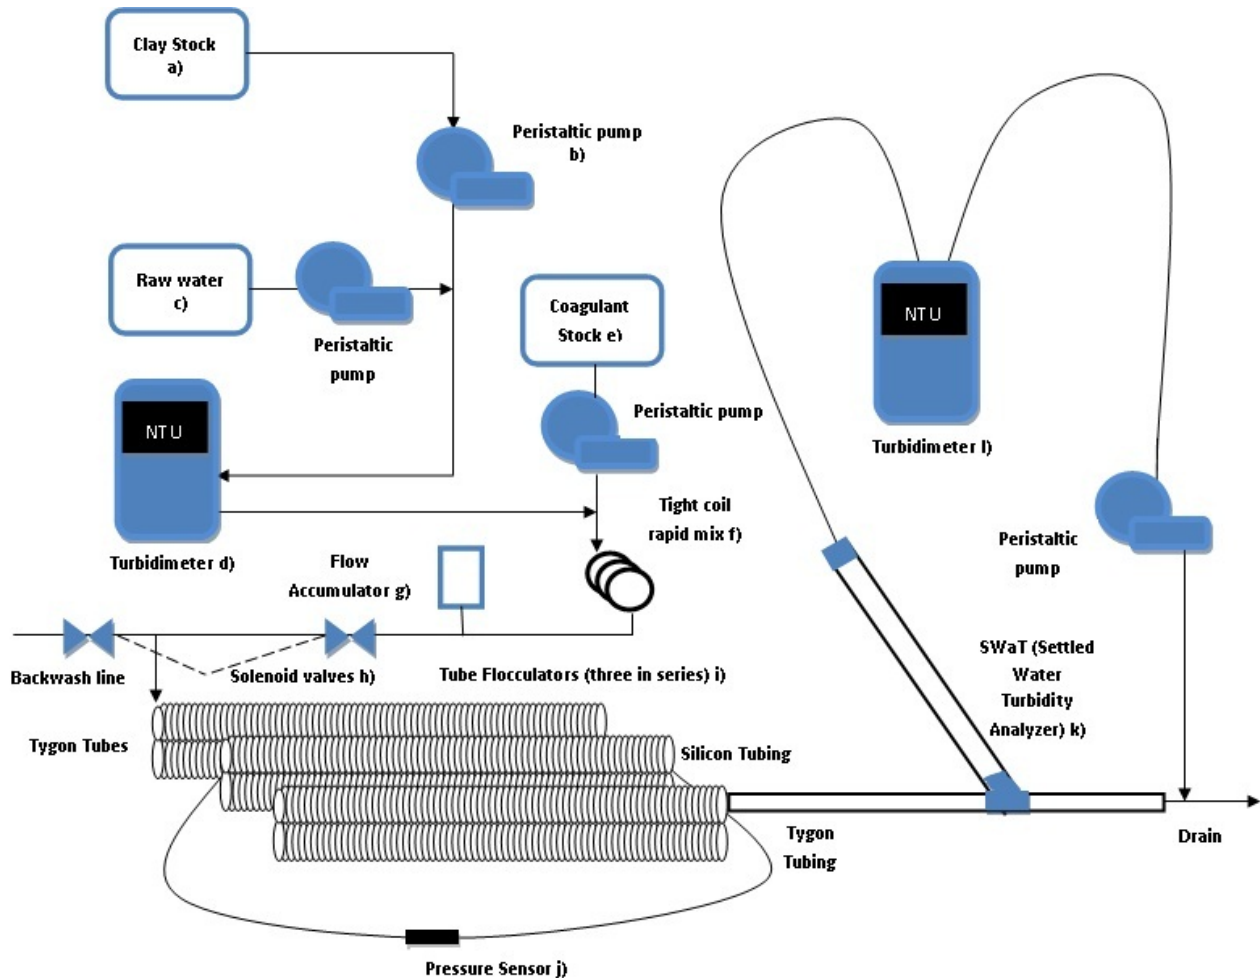 Clay Stock
a)
Peristaltic pump
b)
Raw water
c)
Peristaltic
pump
Coagulant
Stock e)
Peristaltic pump
NTU
Turbidimeter d)
Tight coil
rapid mix f)
NTU
Turbidimeter l)
Peristaltic
pump
Flow
Accumulator g)
Backwash line
Solenoid valves h)
Tube Flocculators (three in series) i)
SWaT (Settled
Water
Turbidity
Analyzer) k)
Tygon Tubes
Silicon Tubing
Tygon
Tubing
Drain
Pressure Sensor j)